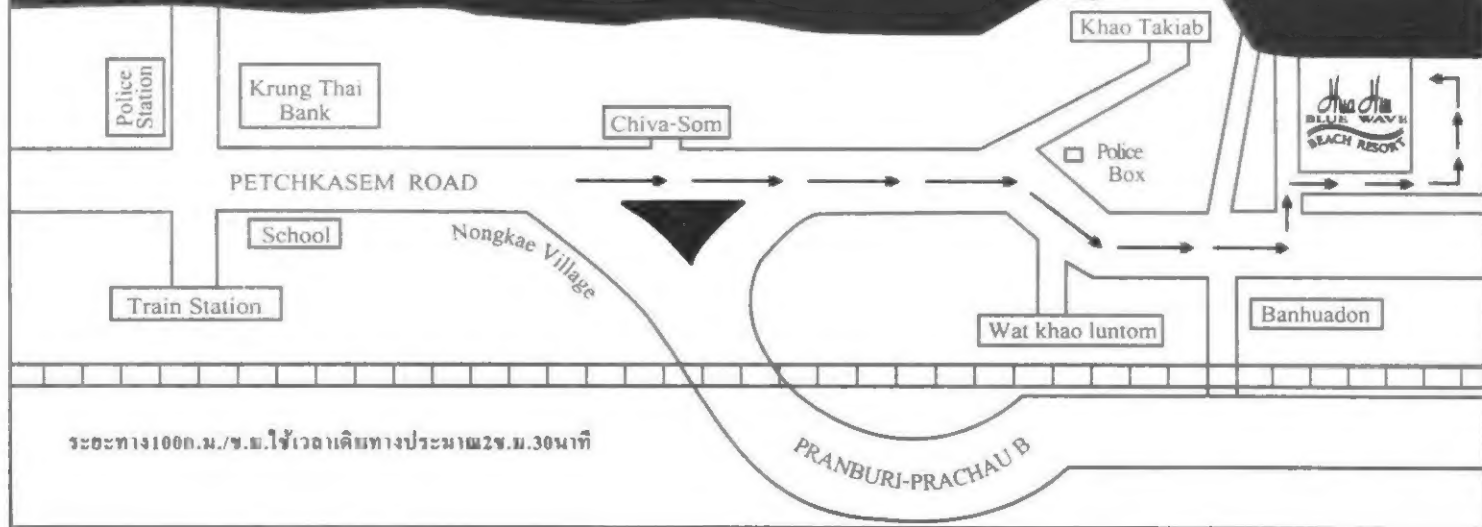 Khao Takiab
Police
Station
Krung Thai
Bank
Chiva-Som
Hua Hin
BLUE WAVE
BEACH RESORT
Police
Box
PETCHKASEM ROAD
School
Nongkae Village
Train Station
Wat khao luntom
Banhuadon
ระยะทาง100ก.ม./ช.ม.ใช้เวลาเดินทางประมาณ2ช.ม.30นาที
PRANBURI-PRACHAU B